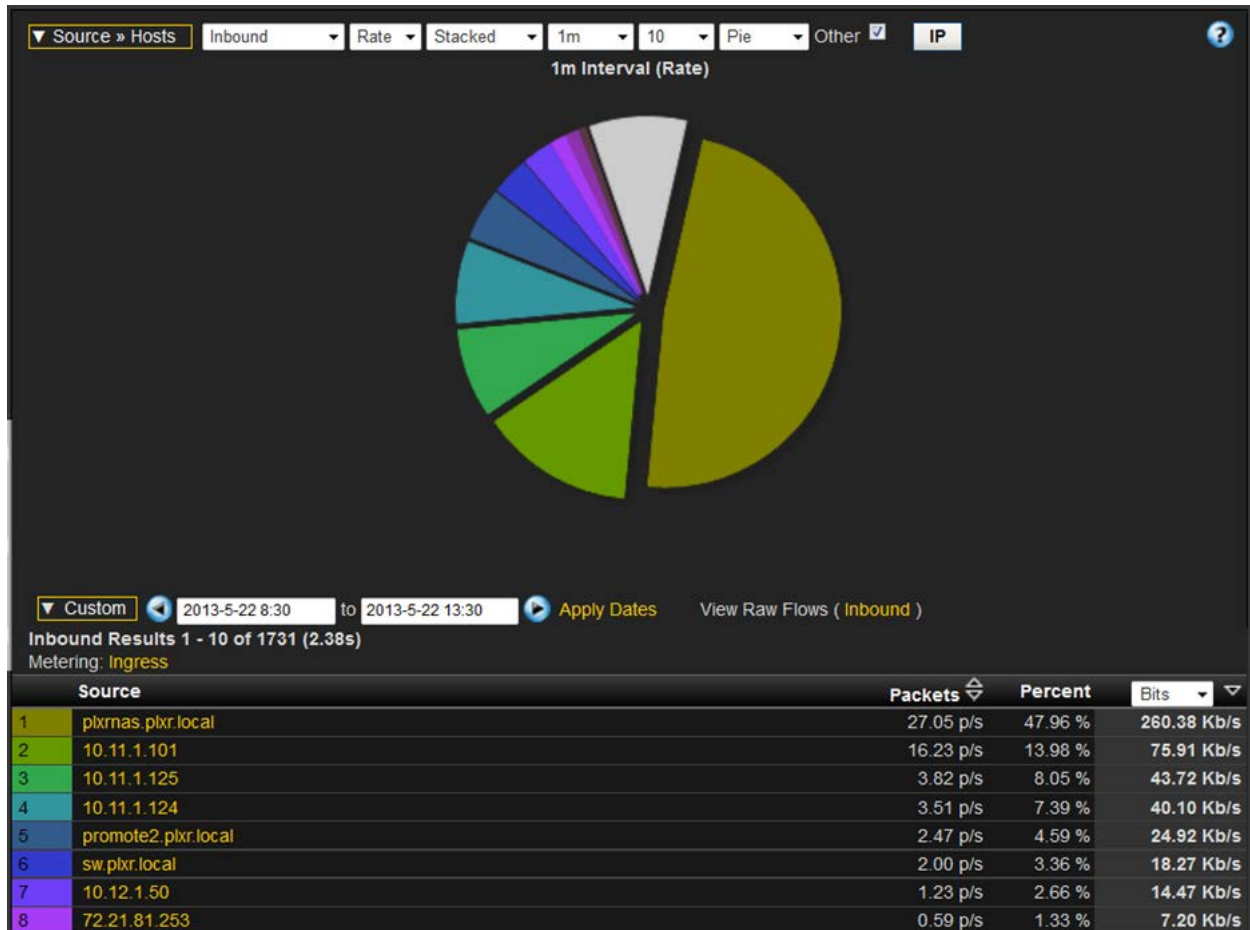 ▼ Source » Hosts Inbound Rate Stacked 1m 10 Pie Other IP ?
1m Interval (Rate)
▼ Custom 2013-5-22 8:30 to 2013-5-22 13:30 Apply Dates View Raw Flows ( Inbound )
Inbound Results 1 - 10 of 1731 (2.38s)
Metering: Ingress
Source Packets Percent Bits
1 plxrnas.plxr.local 27.05 p/s 47.96 % 260.38 Kb/s
2 10.11.1.101 16.23 p/s 13.98 % 75.91 Kb/s
3 10.11.1.125 3.82 p/s 8.05 % 43.72 Kb/s
4 10.11.1.124 3.51 p/s 7.39 % 40.10 Kb/s
5 promote2.plxr.local 2.47 p/s 4.59 % 24.92 Kb/s
6 sw.plxr.local 2.00 p/s 3.36 % 18.27 Kb/s
7 10.12.1.50 1.23 p/s 2.66 % 14.47 Kb/s
8 72.21.81.253 0.59 p/s 1.33 % 7.20 Kb/s